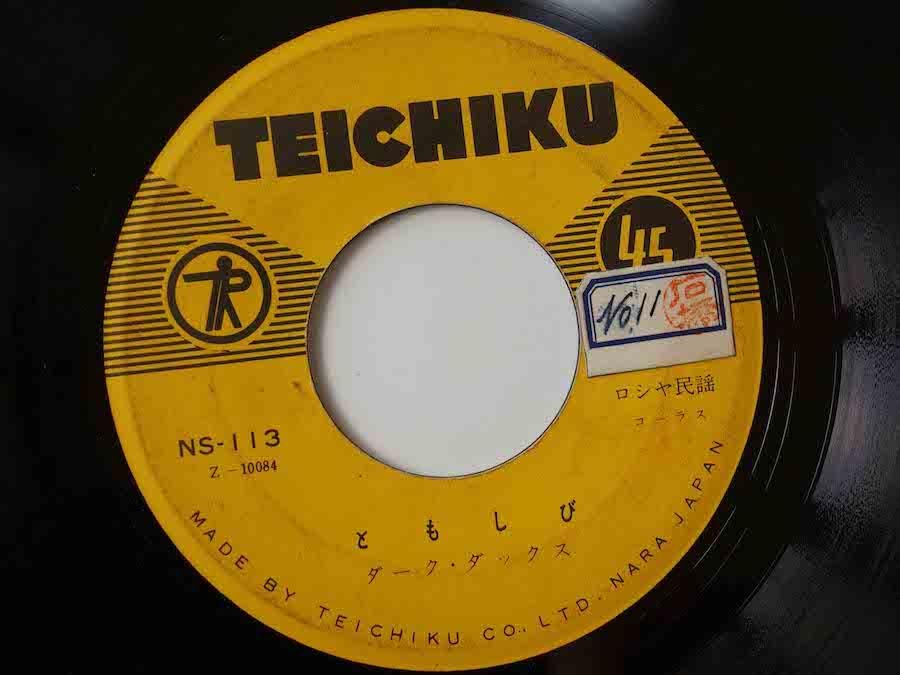 TEICHIKU
45
No.11
ロシヤ民謡
コーラス
NS-113
Z-10084
ともしび
ダーク・ダックス
MADE BY TEICHIKU CO., LTD. NARA JAPAN